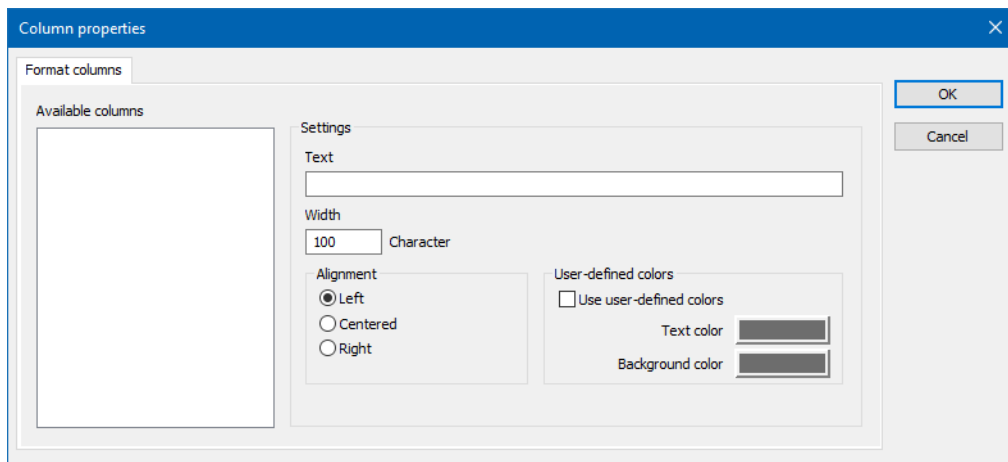 Column properties
Format columns
OK
Cancel
Available columns
Settings
Text
Width
100 Character
Alignment
Left
Centered
Right
User-defined colors
Use user-defined colors
Text color
Background color